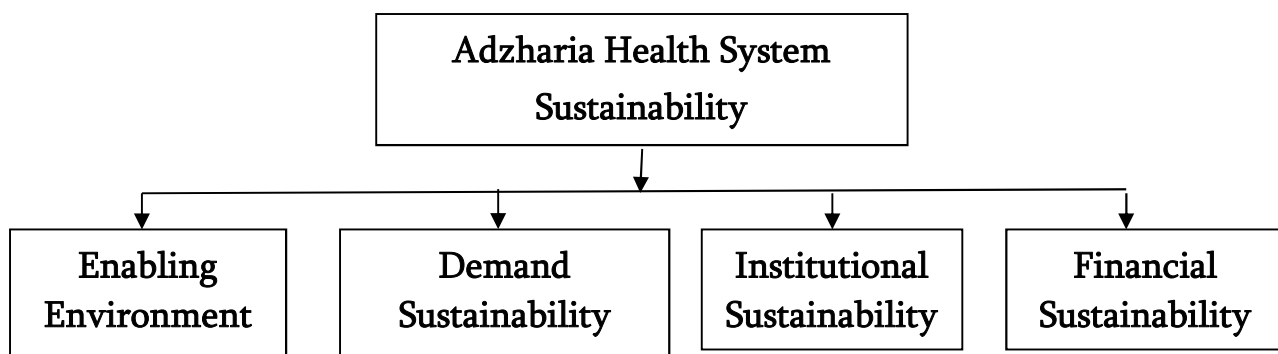 Adzharia Health System
Sustainability
Enabling
Environment
Demand
Sustainability
Institutional
Sustainability
Financial
Sustainability